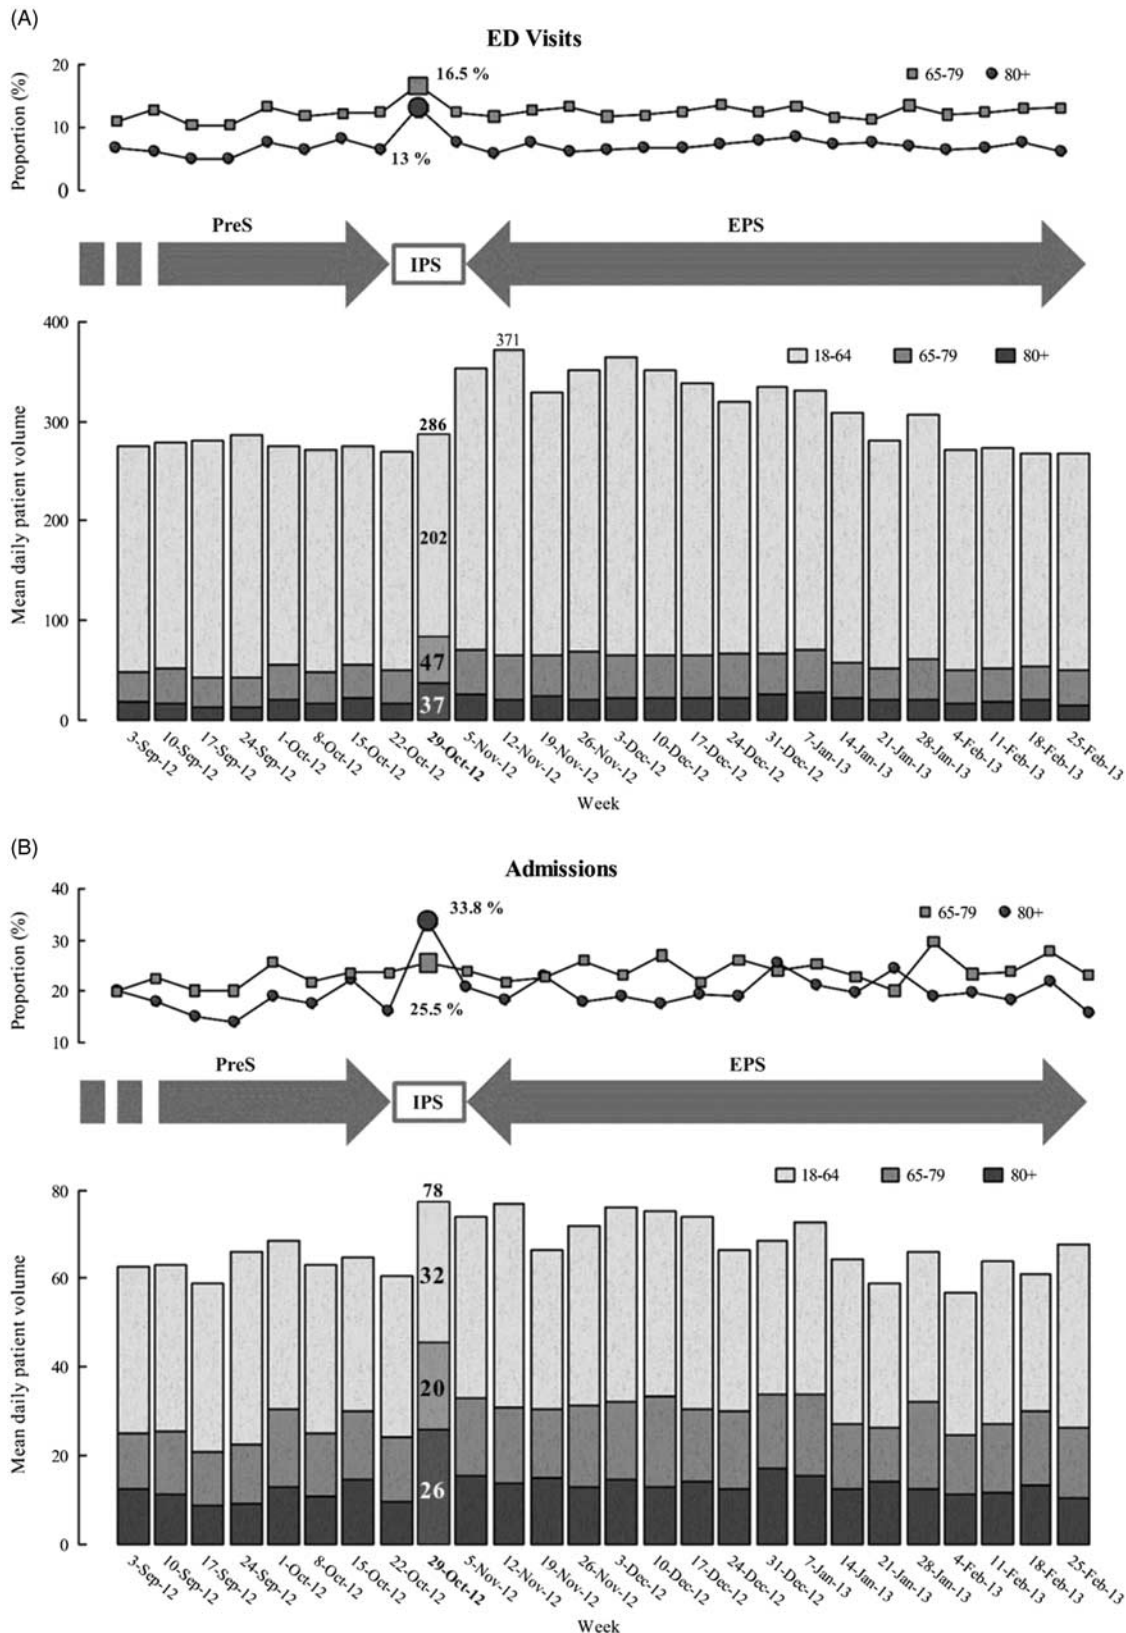 (A)
ED Visits
Proportion (%)
20
10
0
16.5 %
13 %
65-79
80+
PreS
IPS
EPS
Mean daily patient volume
400
300
200
100
0
18-64
65-79
80+
371
286
202
47
37
3-Sep-12
10-Sep-12
17-Sep-12
24-Sep-12
1-Oct-12
8-Oct-12
15-Oct-12
22-Oct-12
29-Oct-12
5-Nov-12
12-Nov-12
19-Nov-12
26-Nov-12
3-Dec-12
10-Dec-12
17-Dec-12
24-Dec-12
31-Dec-12
7-Jan-13
14-Jan-13
21-Jan-13
28-Jan-13
4-Feb-13
11-Feb-13
18-Feb-13
25-Feb-13
Week
(B)
Admissions
Proportion (%)
40
30
20
10
33.8 %
25.5 %
65-79
80+
PreS
IPS
EPS
Mean daily patient volume
80
60
40
20
0
18-64
65-79
80+
78
32
20
26
3-Sep-12
10-Sep-12
17-Sep-12
24-Sep-12
1-Oct-12
8-Oct-12
15-Oct-12
22-Oct-12
29-Oct-12
5-Nov-12
12-Nov-12
19-Nov-12
26-Nov-12
3-Dec-12
10-Dec-12
17-Dec-12
24-Dec-12
31-Dec-12
7-Jan-13
14-Jan-13
21-Jan-13
28-Jan-13
4-Feb-13
11-Feb-13
18-Feb-13
25-Feb-13
Week